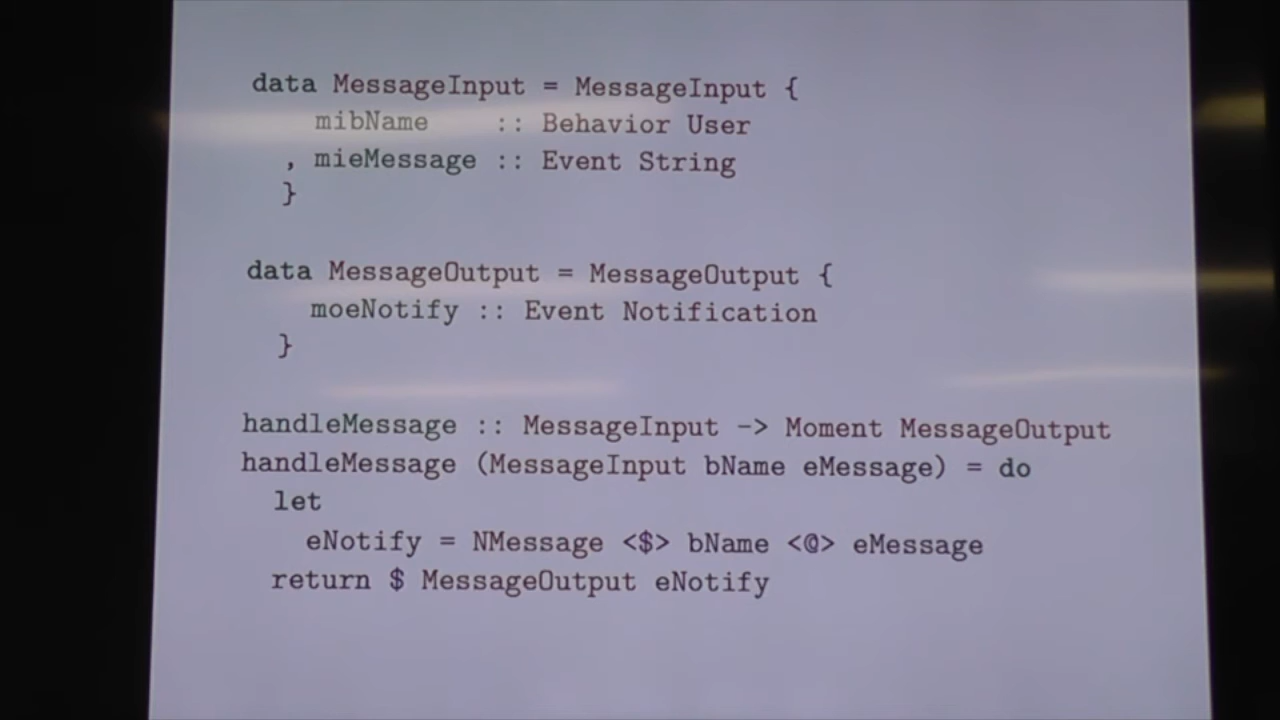 data MessageInput = MessageInput {
    mibName    :: Behavior User
  , mieMessage :: Event String
  }
data MessageOutput = MessageOutput {
    moeNotify :: Event Notification
  }
handleMessage :: MessageInput -> Moment MessageOutput
handleMessage (MessageInput bName eMessage) = do
  let
    eNotify = NMessage <$> bName <@> eMessage
  return $ MessageOutput eNotify